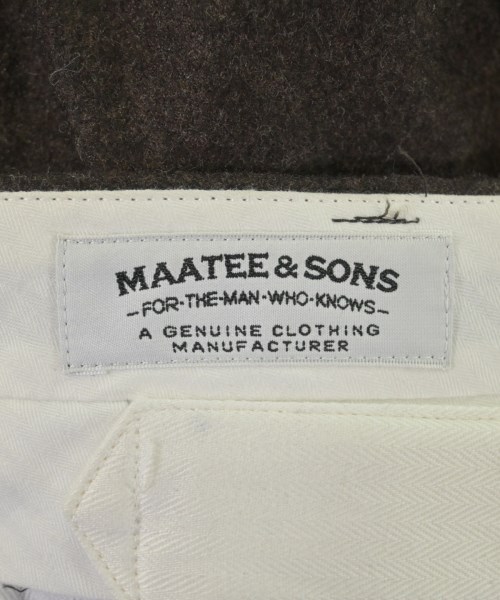 MAATEE & SONS
-FOR-THE-MAN-WHO-KNOWS-
A GENUINE CLOTHING
MANUFACTURER